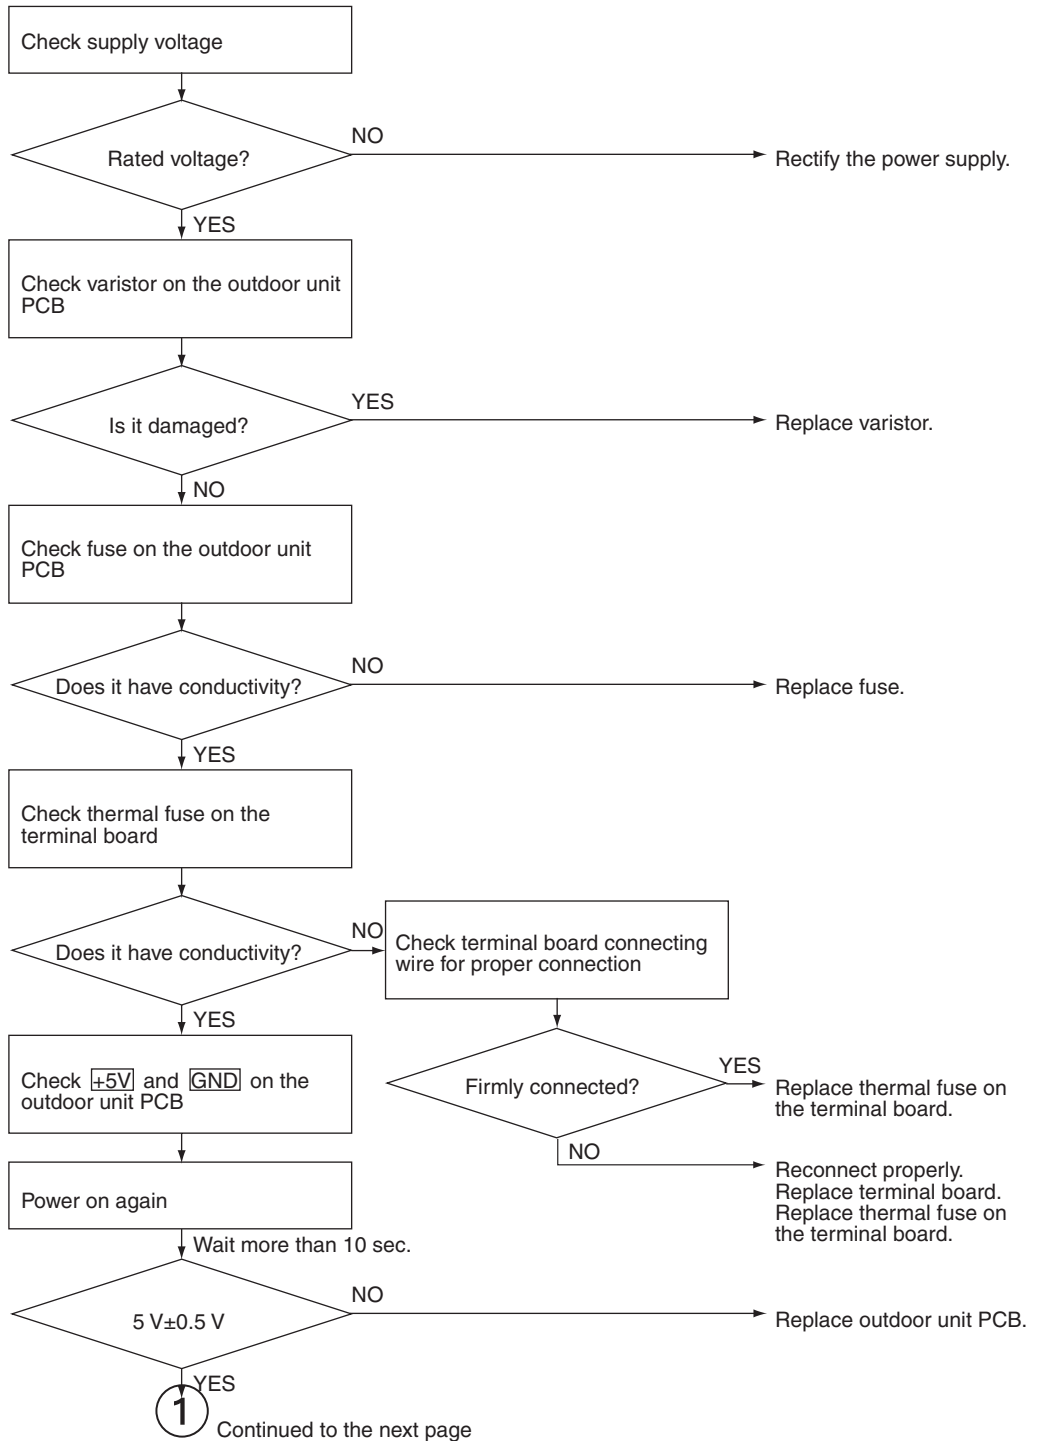 Check supply voltage
Rated voltage?
NO
Rectify the power supply.
YES
Check varistor on the outdoor unit
PCB
Is it damaged?
YES
Replace varistor.
NO
Check fuse on the outdoor unit
PCB
Does it have conductivity?
NO
Replace fuse.
YES
Check thermal fuse on the
terminal board
Does it have conductivity?
NO
Check terminal board connecting
wire for proper connection
YES
Check +5V and GND on the
outdoor unit PCB
Firmly connected?
YES
Replace thermal fuse on
the terminal board.
NO
Reconnect properly.
Replace terminal board.
Replace thermal fuse on
the terminal board.
Power on again
Wait more than 10 sec.
5 V±0.5 V
NO
Replace outdoor unit PCB.
YES
1
Continued to the next page